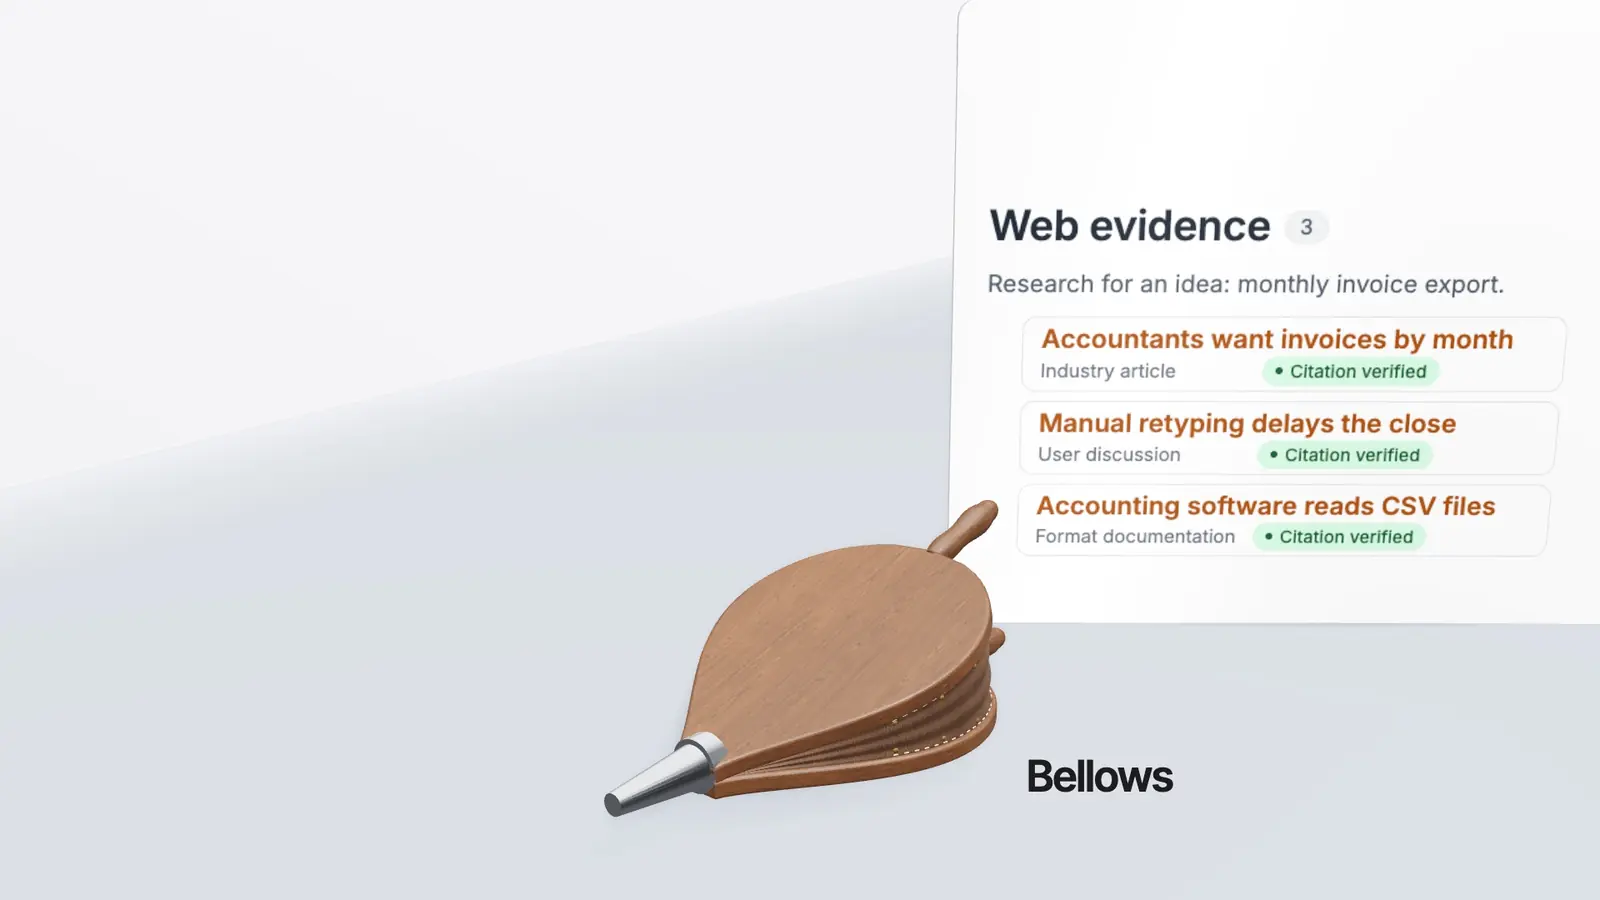 Web evidence 3
Research for an idea: monthly invoice export.
Accountants want invoices by month
Industry article • Citation verified
Manual retyping delays the close
User discussion • Citation verified
Accounting software reads CSV files
Format documentation • Citation verified
Bellows